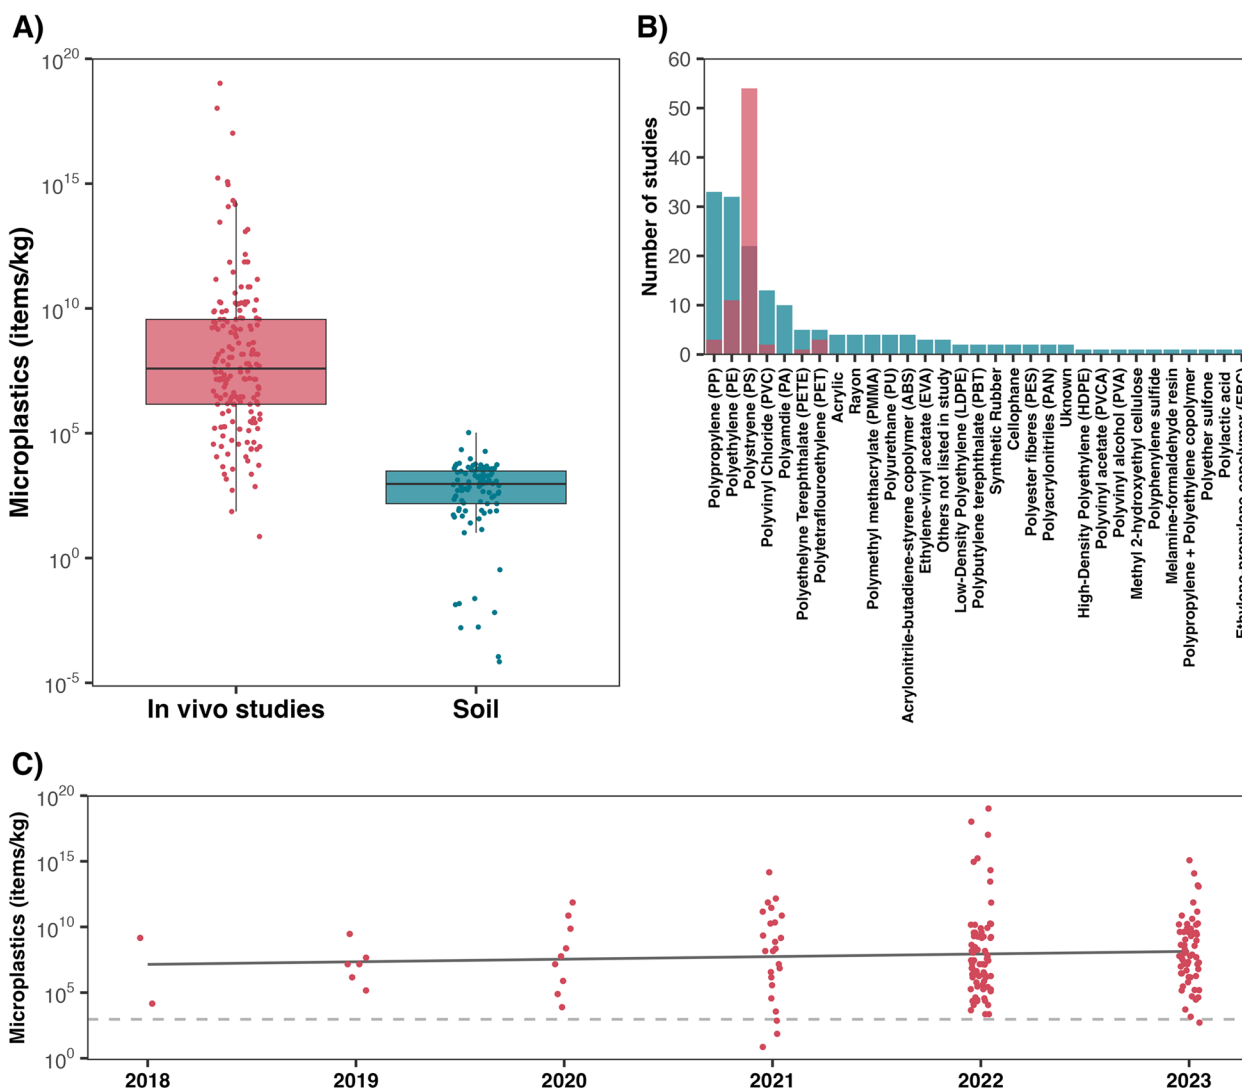 A)
Microplastics (items/kg)
10^20
10^15
10^10
10^5
10^0
10^-5
In vivo studies
Soil
B)
Number of studies
60
50
40
30
20
10
0
Polypropylene (PP)
Polyethylene (PE)
Polystryene (PS)
Polyvinyl Chloride (PVC)
Polyamdie (PA)
Polyethelyne Terephthalate (PETE)
Polytetraflouroethylene (PET)
Acrylic
Rayon
Polymethyl methacrylate (PMMA)
Polyurethane (PU)
Acrylonitrile-butadiene-styrene copolymer (ABS)
Ethylene-vinyl acetate (EVA)
Others not listed in study
Low-Density Polyethylene (LDPE)
Polybutylene terephthalate (PBT)
Synthetic Rubber
Cellophane
Polyester fiberes (PES)
Polyacrylonitriles (PAN)
Uknown
High-Density Polyethylene (HDPE)
Polyvinyl acetate (PVCA)
Polyvinyl alcohol (PVA)
Methyl 2-hydroxyethyl cellulose
Polyphenylene sulfide
Melamine-formaldehyde resin
Polypropylene + Polyethylene copolymer
Polyether sulfone
Polylactic acid
C)
Microplastics (items/kg)
10^20
10^15
10^10
10^5
10^0
2018
2019
2020
2021
2022
2023